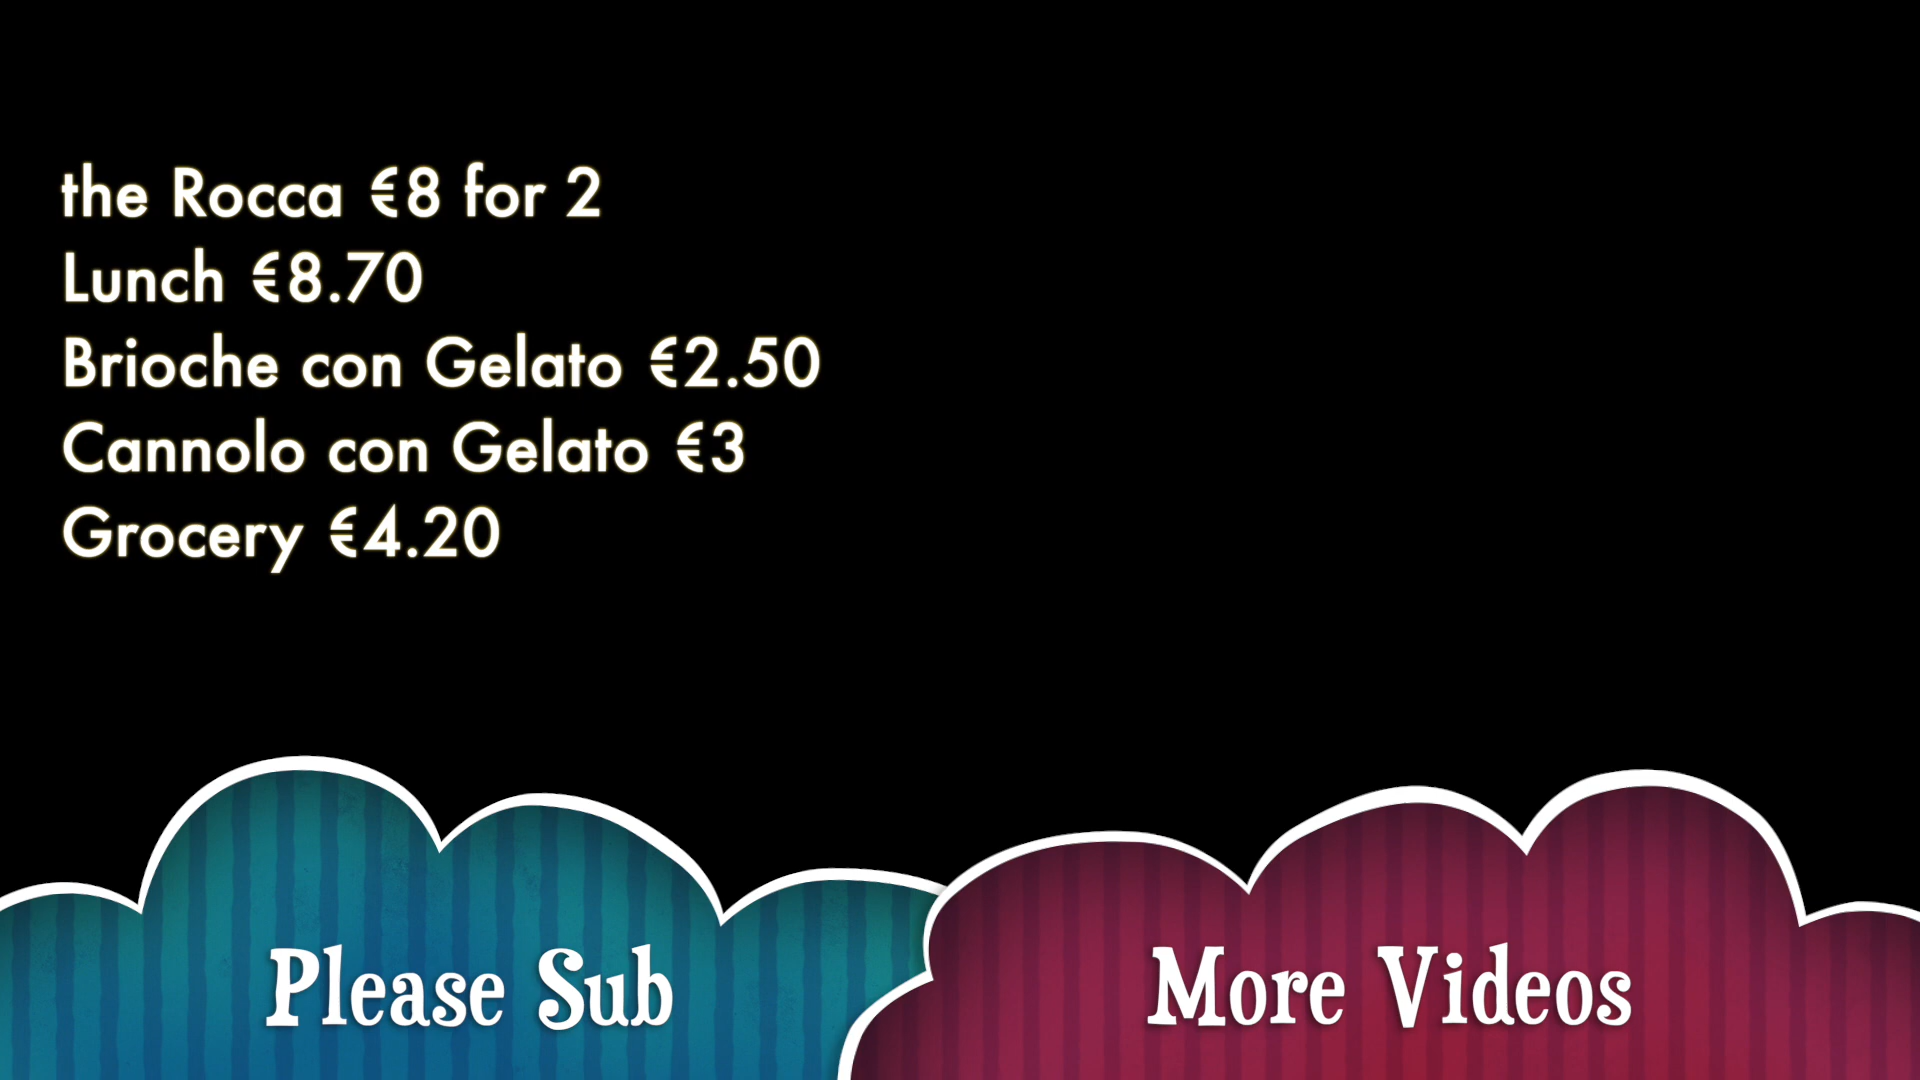 the Rocca €8 for 2
Lunch €8.70
Brioche con Gelato €2.50
Cannolo con Gelato €3
Grocery €4.20
Please Sub
More Videos